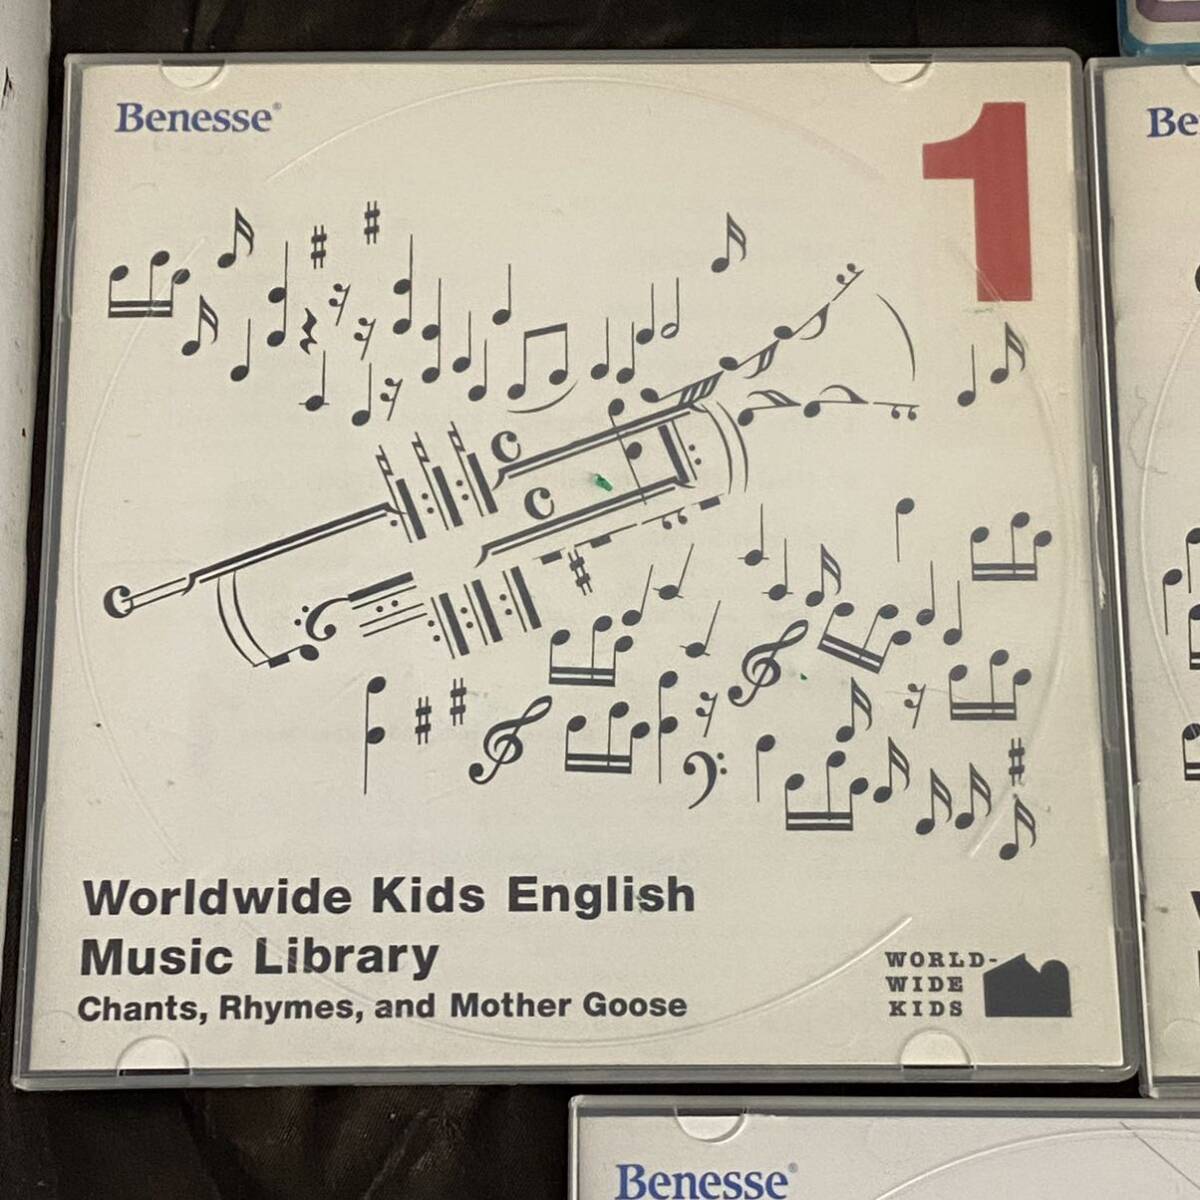 Benesse®
1
Worldwide Kids English
Music Library
Chants, Rhymes, and Mother Goose
WORLD-
WIDE
KIDS
Benesse®